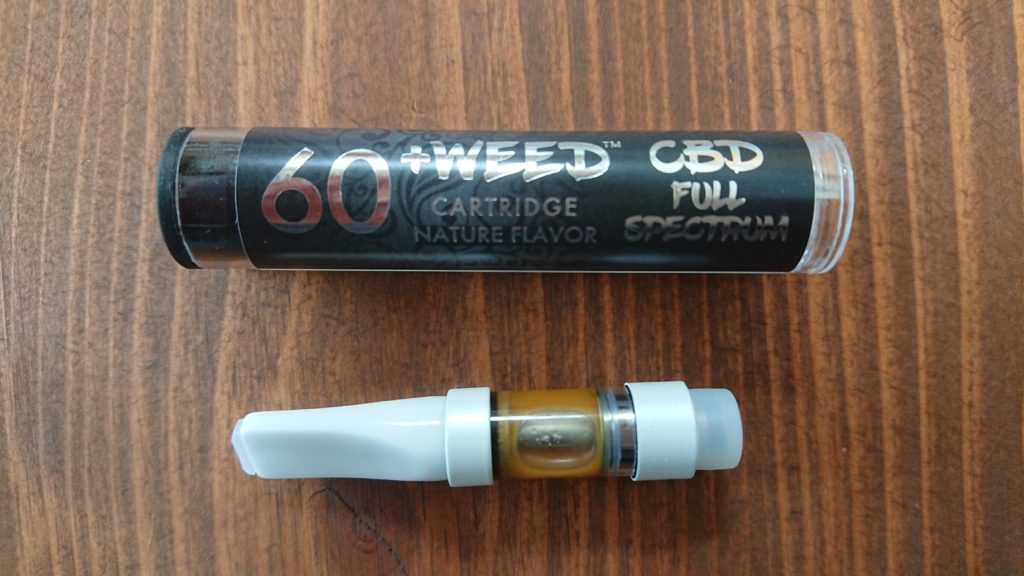 60
+WEED™
CARTRIDGE
NATURE FLAVOR
CBD
FULL
SPECTRUM